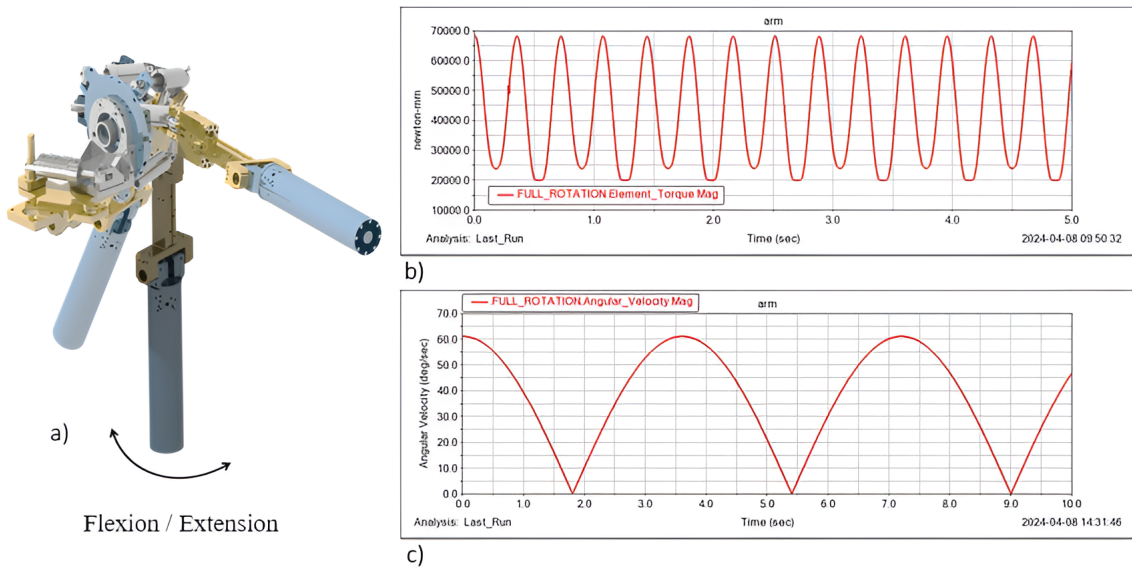 a)
Flexion / Extension
arm
70000.0
60000.0
50000.0
40000.0
30000.0
20000.0
10000.0
newton-mm
FULL_ROTATION.Element_Torque Mag
0.0 1.0 2.0 3.0 4.0 5.0
Analysis: Last_Run Time (sec) 2024-04-08 09:50:32
b)
.FULL_ROTATION.Angular_Velocity Mag
arm
70.0
60.0
50.0
40.0
30.0
20.0
10.0
0.0
Angular Velocity (deg/sec)
0.0 1.0 2.0 3.0 4.0 5.0 6.0 7.0 8.0 9.0 10.0
Analysis: Last_Run Time (sec) 2024-04-08 14:31:46
c)